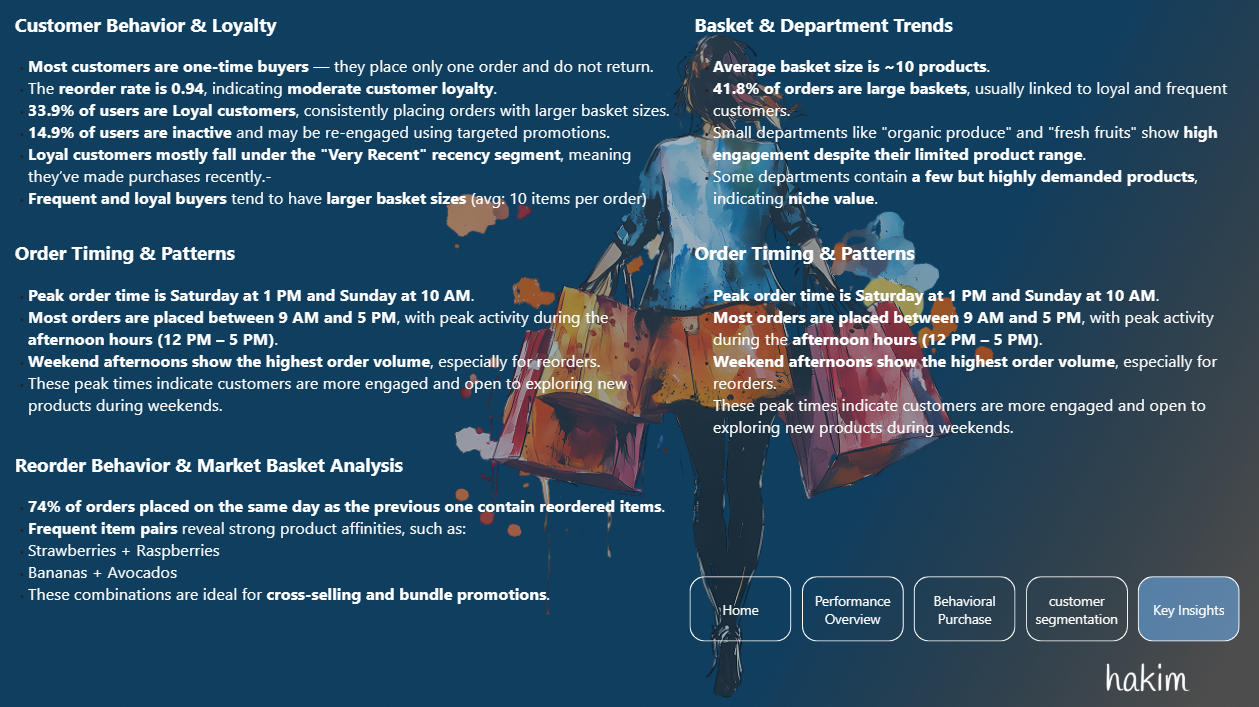 Customer Behavior & Loyalty
Most customers are one-time buyers — they place only one order and do not return.
The reorder rate is 0.94, indicating moderate customer loyalty.
33.9% of users are Loyal customers, consistently placing orders with larger basket sizes.
14.9% of users are inactive and may be re-engaged using targeted promotions.
Loyal customers mostly fall under the "Very Recent" recency segment, meaning
they've made purchases recently.-
Frequent and loyal buyers tend to have larger basket sizes (avg: 10 items per order)
Order Timing & Patterns
Peak order time is Saturday at 1 PM and Sunday at 10 AM.
Most orders are placed between 9 AM and 5 PM, with peak activity during the
afternoon hours (12 PM – 5 PM).
Weekend afternoons show the highest order volume, especially for reorders.
These peak times indicate customers are more engaged and open to exploring new
products during weekends.
Reorder Behavior & Market Basket Analysis
74% of orders placed on the same day as the previous one contain reordered items.
Frequent item pairs reveal strong product affinities, such as:
Strawberries + Raspberries
Bananas + Avocados
These combinations are ideal for cross-selling and bundle promotions.
Basket & Department Trends
Average basket size is ~10 products.
41.8% of orders are large baskets, usually linked to loyal and frequent
customers.
Small departments like "organic produce" and "fresh fruits" show high
engagement despite their limited product range.
Some departments contain a few but highly demanded products,
indicating niche value.
Order Timing & Patterns
Peak order time is Saturday at 1 PM and Sunday at 10 AM.
Most orders are placed between 9 AM and 5 PM, with peak activity
during the afternoon hours (12 PM – 5 PM).
Weekend afternoons show the highest order volume, especially for
reorders.
These peak times indicate customers are more engaged and open to
exploring new products during weekends.
Home
Performance
Overview
Behavioral
Purchase
customer
segmentation
Key Insights
hakim